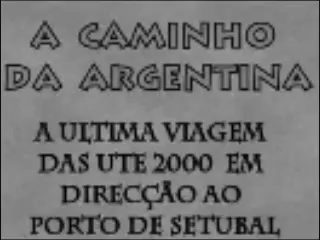 A CAMINHO
DA ARGENTINA
A ULTIMA VIAGEM
DAS UTE 2000 EM
DIRECÇÃO AO
PORTO DE SETUBAL